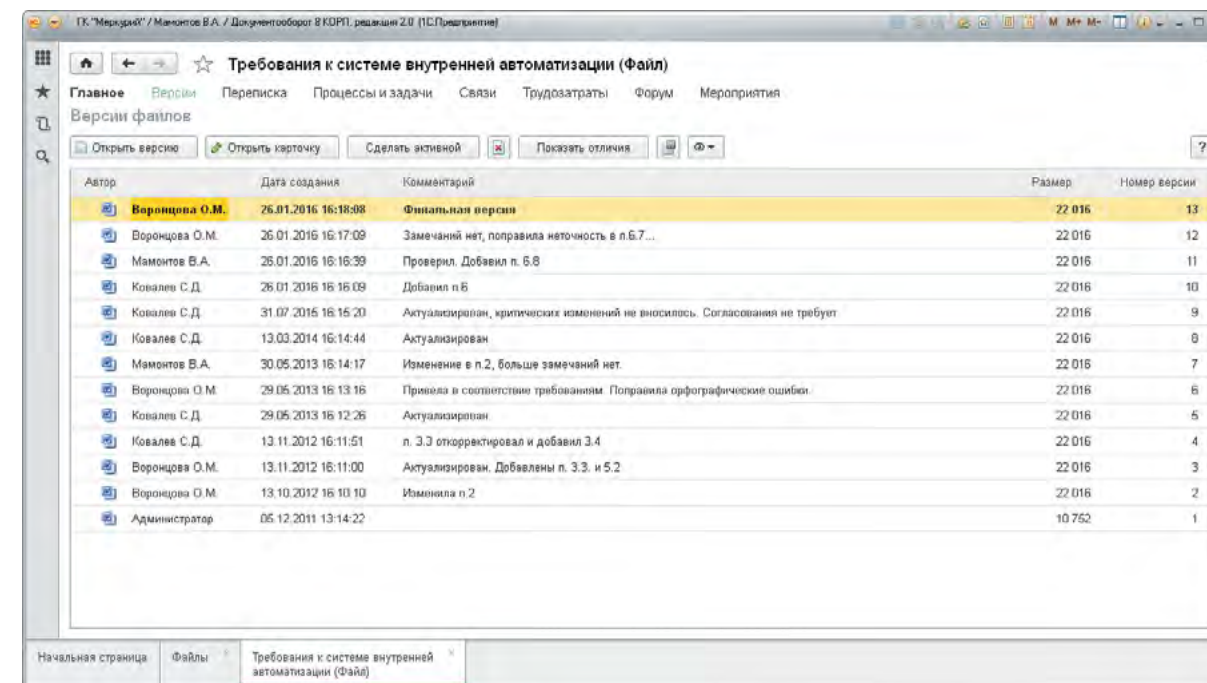 ГК "Меркурий" / Мамонтов В.А. / Документооборот 8 КОРП, редакция 2.0 (1С:Предприятие)
M M+ M-
Требования к системе внутренней автоматизации (Файл)
Главное Версии Переписка Процессы и задачи Связи Трудозатраты Форум Мероприятия
Версии файлов
Открыть версию Открыть карточку Сделать активной Показать отличия ?
Автор Дата создания Комментарий Размер Номер версии
Воронцова О.М. 26.01.2016 16:18:08 Финальная версия 22 016 13
Воронцова О.М. 26.01.2016 16:17:09 Замечаний нет, поправила неточность в п.6.7... 22 016 12
Мамонтов В.А. 26.01.2016 16:16:39 Проверил. Добавил п. 6.8 22 016 11
Ковалев С.Д. 26.01.2016 16:16:09 Добавил п.6 22 016 10
Ковалев С.Д. 31.07.2015 16:15:20 Актуализирован, критических изменений не вносилось. Согласования не требует 22 016 9
Ковалев С.Д. 13.03.2014 16:14:44 Актуализирован 22 016 8
Мамонтов В.А. 30.05.2013 16:14:17 Изменение в п.2, больше замечаний нет. 22 016 7
Воронцова О.М. 29.05.2013 16:13:16 Привела в соответствие требованиям. Поправила орфографические ошибки. 22 016 6
Ковалев С.Д. 29.05.2013 16:12:26 Актуализирован 22 016 5
Ковалев С.Д. 13.11.2012 16:11:51 п. 3.3 откорректировал и добавил 3.4 22 016 4
Воронцова О.М. 13.11.2012 16:11:00 Актуализирован. Добавлены п. 3.3. и 5.2 22 016 3
Воронцова О.М. 13.10.2012 16:10:10 Изменила п.2 22 016 2
Администратор 05.12.2011 13:14:22 10 752 1
Начальная страница Файлы Требования к системе внутренней
автоматизации (Файл)